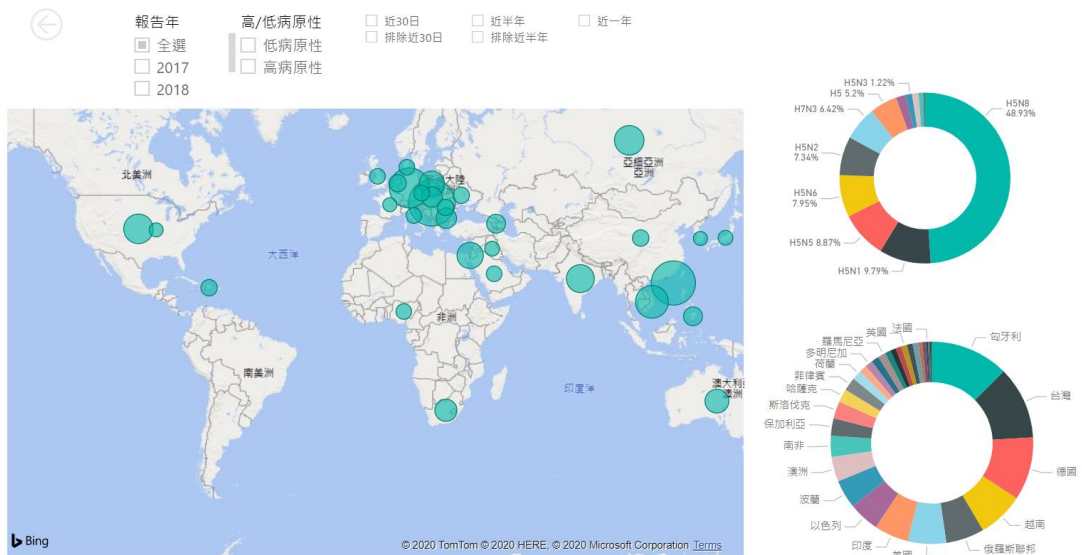 報告年
全選
2017
2018
高/低病原性
低病原性
高病原性
近30日
近半年
近一年
排除近30日
排除近半年
北美洲
大西洋
南美洲
非洲
大陸
亞細亞洲
亞洲
印度洋
澳大利亞
澳洲
Bing
© 2020 TomTom © 2020 HERE, © 2020 Microsoft Corporation Terms
H5N3 1.22%
H5 5.2%
H7N3 6.42%
H5N2
7.34%
H5N6
7.95%
H5N5 8.87%
H5N1 9.79%
H5N8
48.93%
法國
英國
羅馬尼亞
多明尼加
荷蘭
菲律賓
哈薩克
斯洛伐克
保加利亞
南非
澳洲
波蘭
以色列
印度
美國
俄羅斯聯邦
越南
德國
台灣
匈牙利